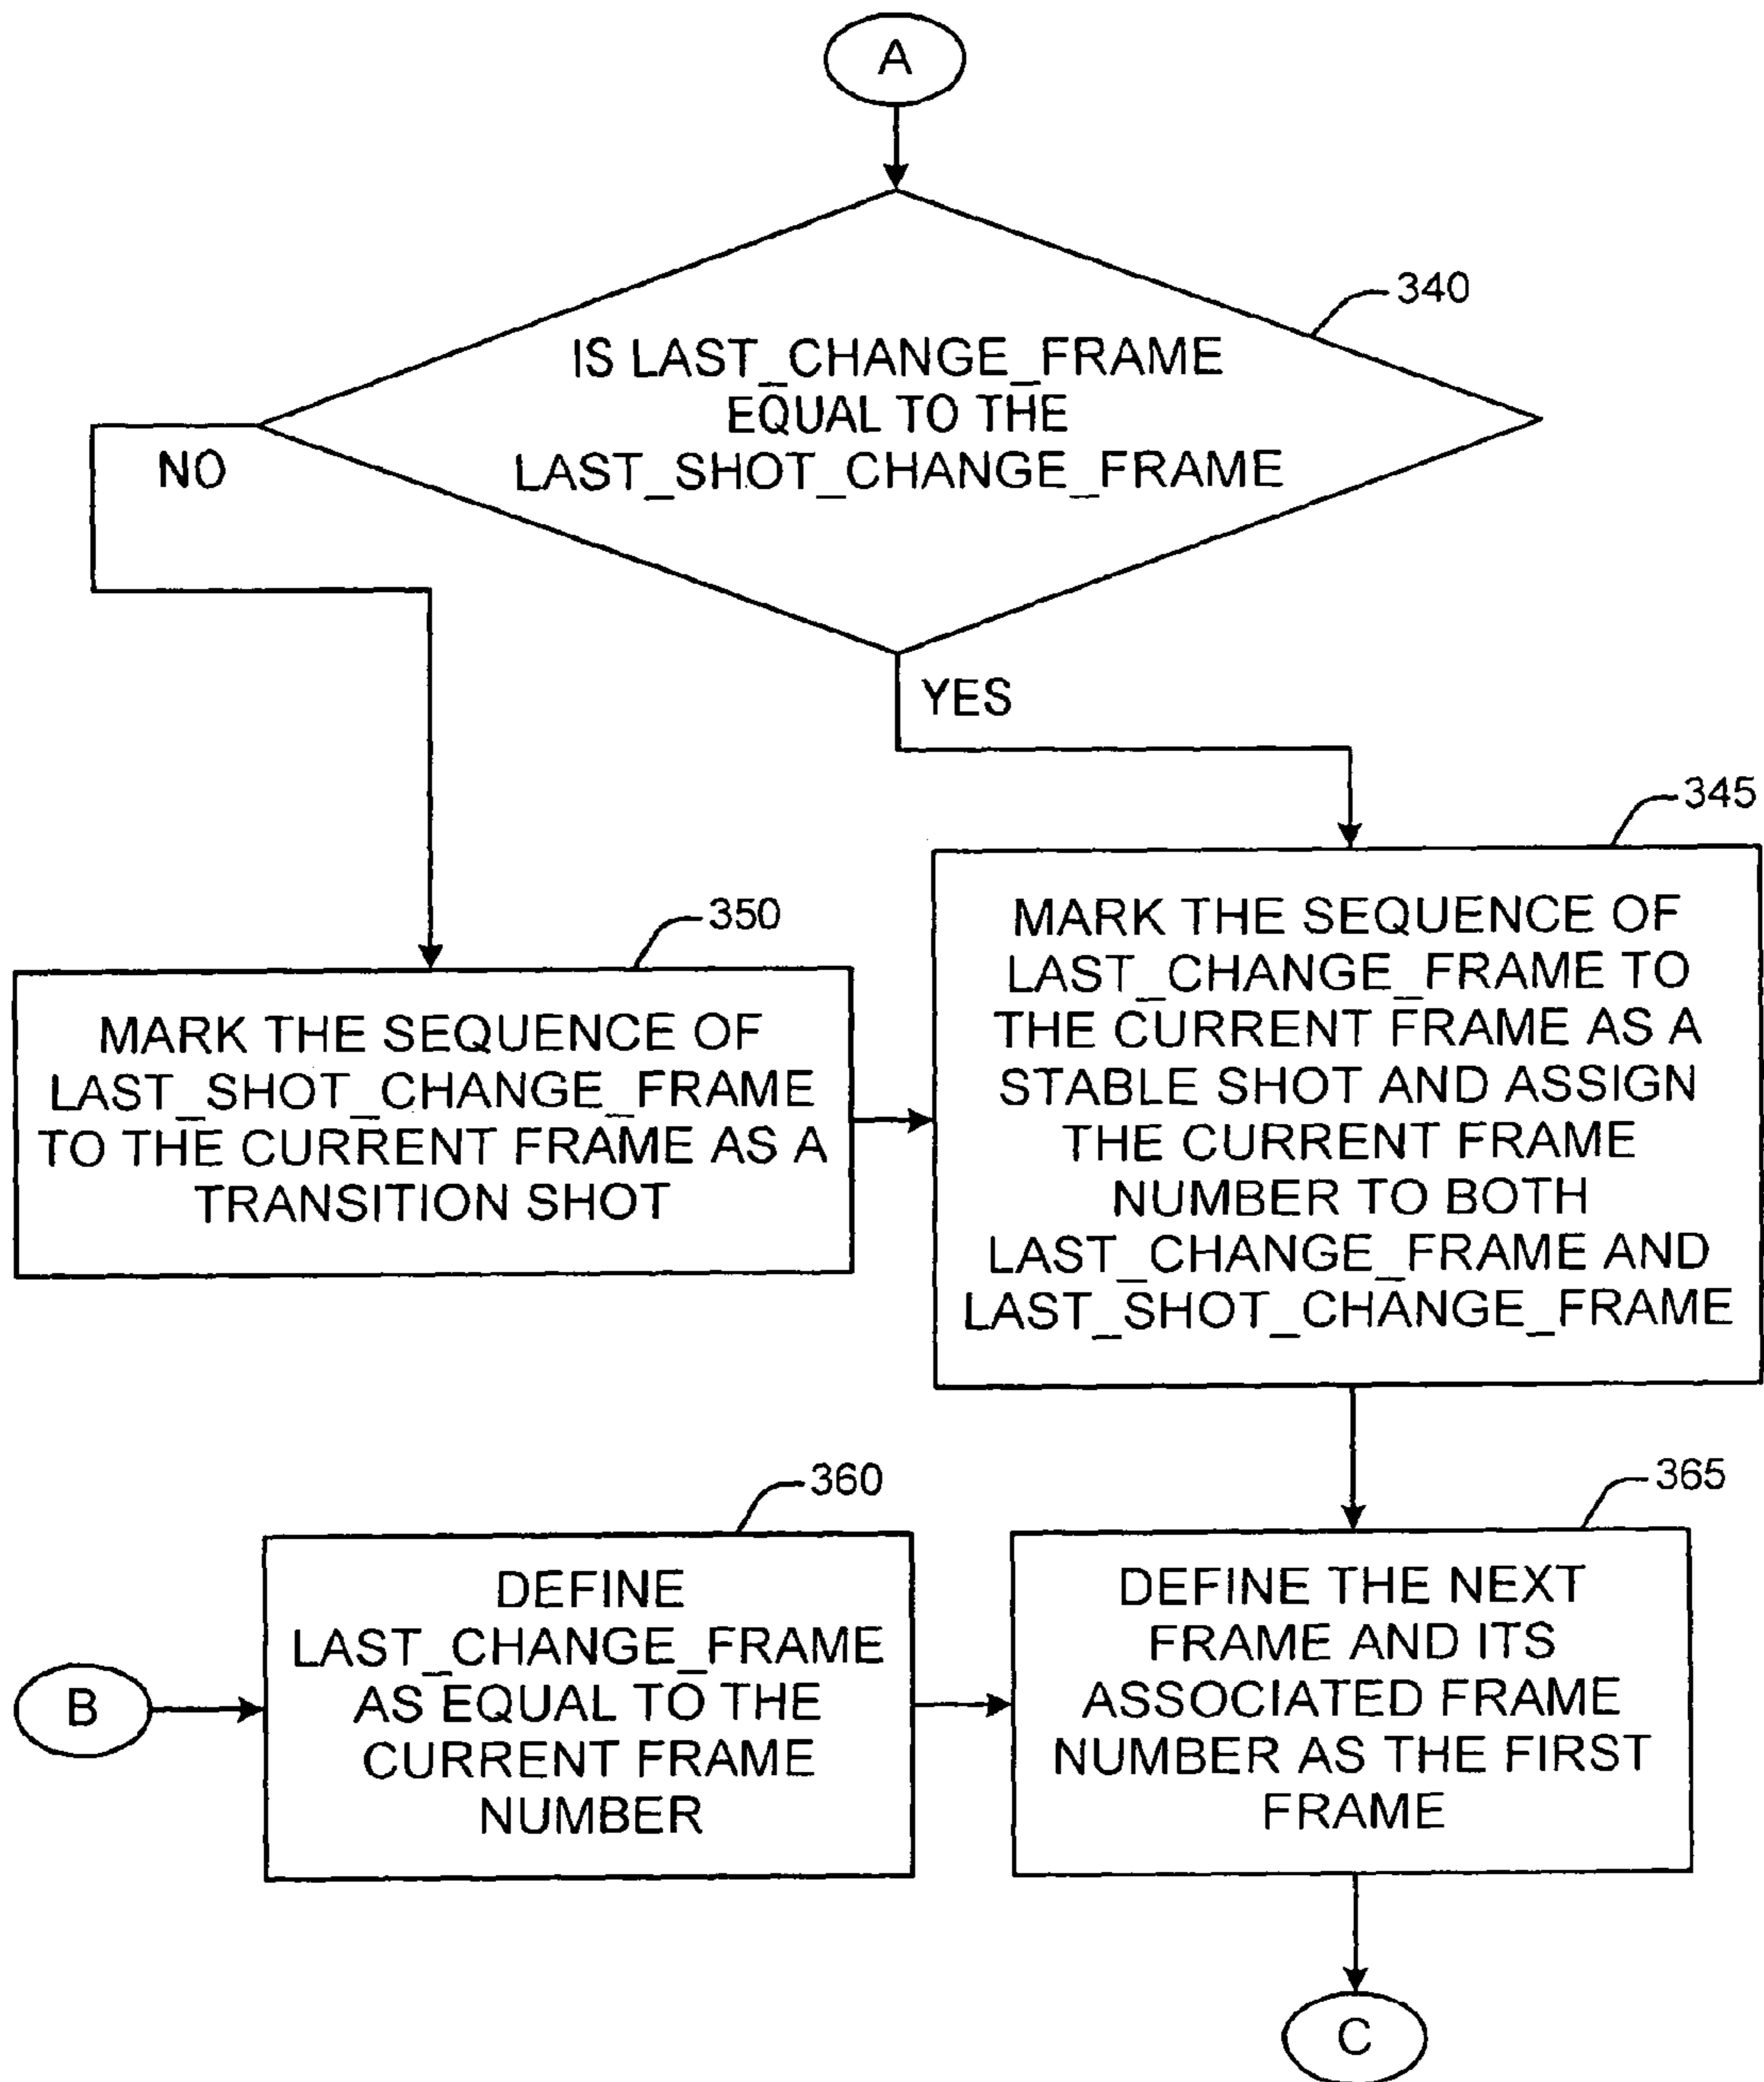 A
340
IS LAST_CHANGE_FRAME
EQUAL TO THE
LAST_SHOT_CHANGE_FRAME
NO
YES
345
MARK THE SEQUENCE OF
LAST_CHANGE_FRAME TO
THE CURRENT FRAME AS A
STABLE SHOT AND ASSIGN
THE CURRENT FRAME
NUMBER TO BOTH
LAST_CHANGE_FRAME AND
LAST_SHOT_CHANGE_FRAME
350
MARK THE SEQUENCE OF
LAST_SHOT_CHANGE_FRAME
TO THE CURRENT FRAME AS A
TRANSITION SHOT
B
360
DEFINE
LAST_CHANGE_FRAME
AS EQUAL TO THE
CURRENT FRAME
NUMBER
365
DEFINE THE NEXT
FRAME AND ITS
ASSOCIATED FRAME
NUMBER AS THE FIRST
FRAME
C